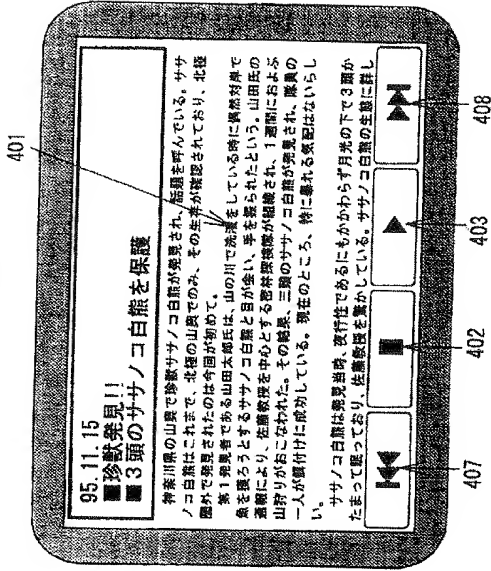 95.11.15
■珍獣発見!!
■3頭のササノコ白熊を保護
神奈川県の山奥で珍獣ササノコ白熊が発見され、話題を呼んでいる。ササ
ノコ白熊はこれまで、北極の山奥でのみ、その生存が確認されており、北極
圏外で発見されたのは今回が初めて。
第1発見者である山田太郎氏は、山の川で洗濯をしている時に偶然対岸で
魚を獲ろうとするササノコ白熊と目が会い、手を振られたという。山田氏の
通報により、佐藤教授を中心とする密林探検隊が組織され、1週間におよぶ
山狩りがおこなわれた。その結果、三頭のササノコ白熊が発見され、隊員の
一人が餌付けに成功している。現在のところ、特に暴れる気配はないらし
い。
ササノコ白熊は発見当時、夜行性であるにもかかわらず月光の下で3頭か
たまって眠っており、佐藤教授を驚かしている。ササノコ白熊の生態に詳し
401
407
402
403
408